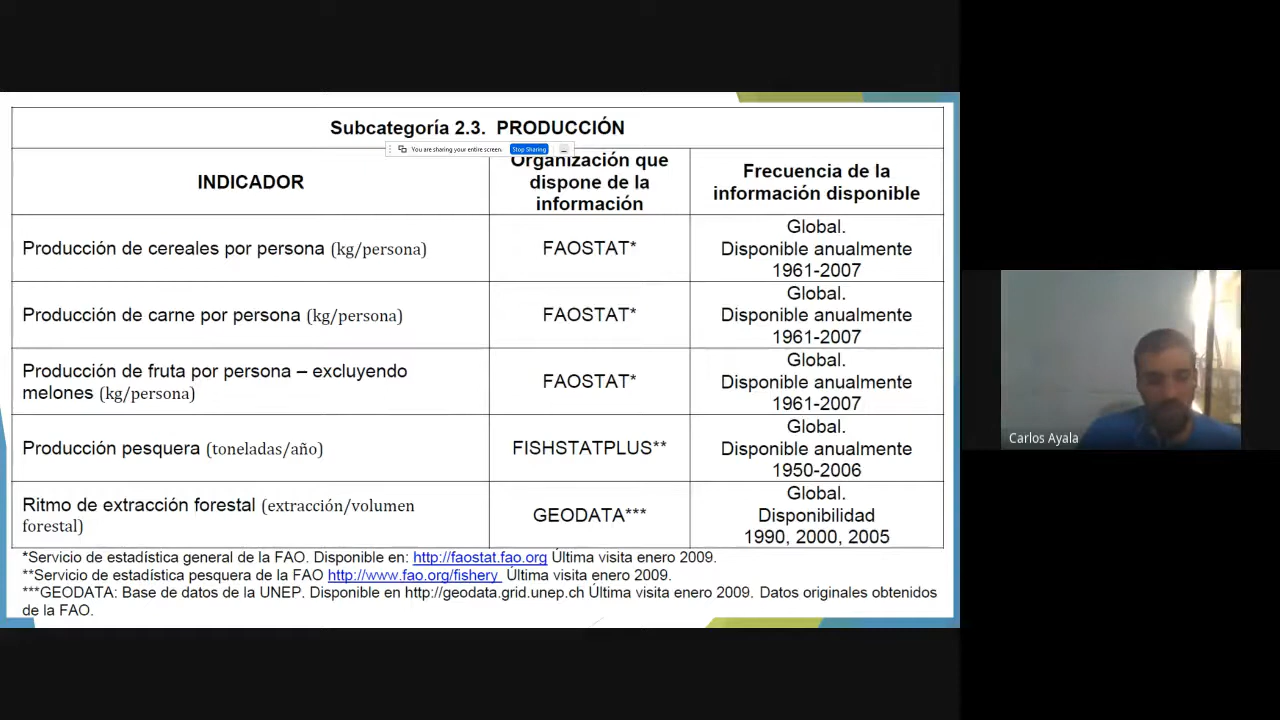 Subcategoría 2.3. PRODUCCIÓN
You are sharing your entire screen.
Stop Sharing
INDICADOR
Organización que
dispone de la
información
Frecuencia de la
información disponible
Producción de cereales por persona (kg/persona)
FAOSTAT*
Global.
Disponible anualmente
1961-2007
Producción de carne por persona (kg/persona)
FAOSTAT*
Global.
Disponible anualmente
1961-2007
Producción de fruta por persona – excluyendo
melones (kg/persona)
FAOSTAT*
Global.
Disponible anualmente
1961-2007
Producción pesquera (toneladas/año)
FISHSTATPLUS**
Global.
Disponible anualmente
1950-2006
Ritmo de extracción forestal (extracción/volumen
forestal)
GEODATA***
Global.
Disponibilidad
1990, 2000, 2005
*Servicio de estadística general de la FAO. Disponible en: http://faostat.fao.org Última visita enero 2009.
**Servicio de estadística pesquera de la FAO http://www.fao.org/fishery Última visita enero 2009.
***GEODATA: Base de datos de la UNEP. Disponible en http://geodata.grid.unep.ch Última visita enero 2009. Datos originales obtenidos
de la FAO.
Carlos Ayala